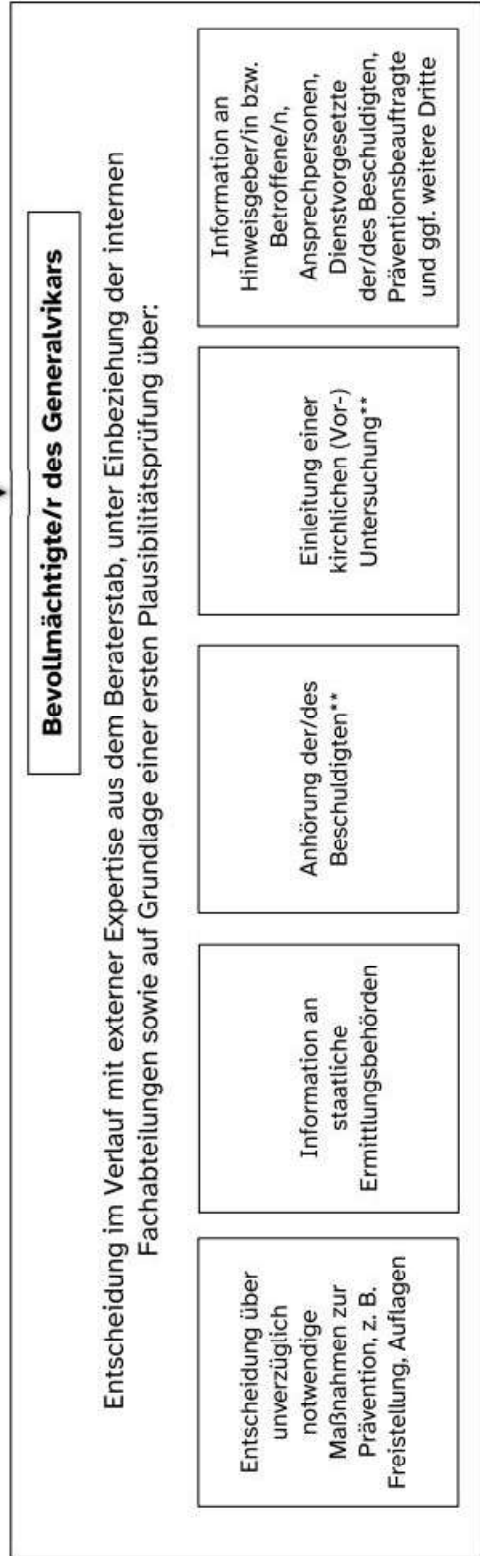 Bevollmächtigte/r des Generalvikars
Entscheidung im Verlauf mit externer Expertise aus dem Beraterstab, unter Einbeziehung der internen
Fachabteilungen sowie auf Grundlage einer ersten Plausibilitätsprüfung über:
Entscheidung über
unverzüglich
notwendige
Maßnahmen zur
Prävention, z. B.
Freistellung, Auflagen
Information an
staatliche
Ermittlungsbehörden
Anhörung der/des
Beschuldigten**
Einleitung einer
kirchlichen (Vor-)
Untersuchung**
Information an
Hinweisgeber/in bzw.
Betroffene/n,
Ansprechpersonen,
Dienstvorgesetzte
der/des Beschuldigten,
Präventionsbeauftragte
und ggf. weitere Dritte